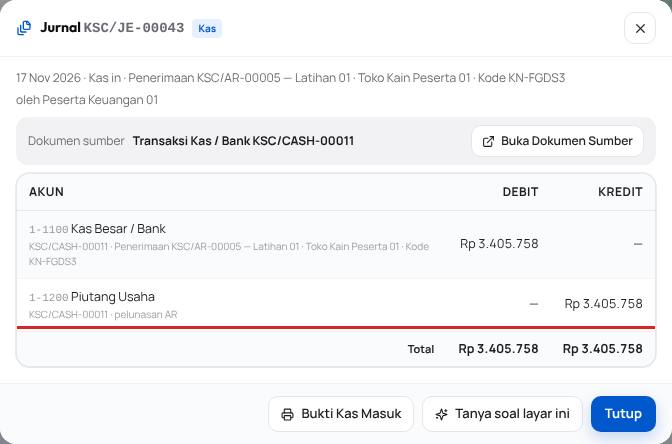 Jurnal KSC/JE-00043 Kas
17 Nov 2026 · Kas in · Penerimaan KSC/AR-00005 — Latihan 01 · Toko Kain Peserta 01 · Kode KN-FGDS3
oleh Peserta Keuangan 01
Dokumen sumber Transaksi Kas / Bank KSC/CASH-00011 Buka Dokumen Sumber
AKUN DEBIT KREDIT
1-1100 Kas Besar / Bank Rp 3.405.758 —
KSC/CASH-00011 · Penerimaan KSC/AR-00005 — Latihan 01 · Toko Kain Peserta 01 · Kode
KN-FGDS3
1-1200 Piutang Usaha — Rp 3.405.758
KSC/CASH-00011 · pelunasan AR
Total Rp 3.405.758 Rp 3.405.758
Bukti Kas Masuk Tanya soal layar ini Tutup